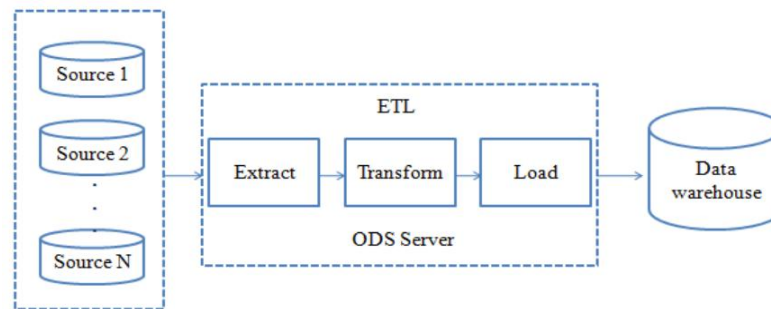 Source 1
Source 2
Source N
ETL
Extract
Transform
Load
ODS Server
Data
warehouse